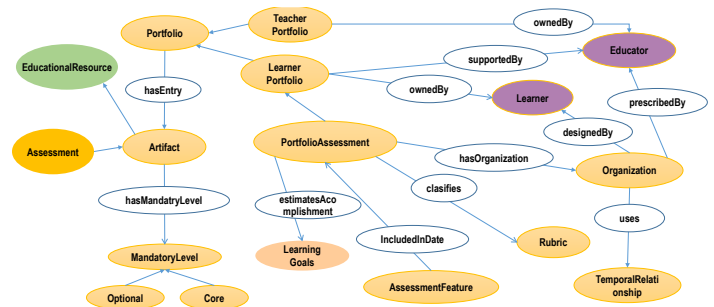 Teacher
Portfolio
ownedBy
Portfolio
Educator
EducationalResource
supportedBy
Learner
Portfolio
hasEntry
ownedBy
Learner
prescribedBy
Assessment
Artifact
PortfolioAssessment
designedBy
hasOrganization
Organization
clasifies
hasMandatryLevel
estimatesAco
mplishment
uses
IncludedInDate
Learning
Goals
Rubric
MandatoryLevel
AssessmentFeature
TemporalRelati
onship
Optional
Core